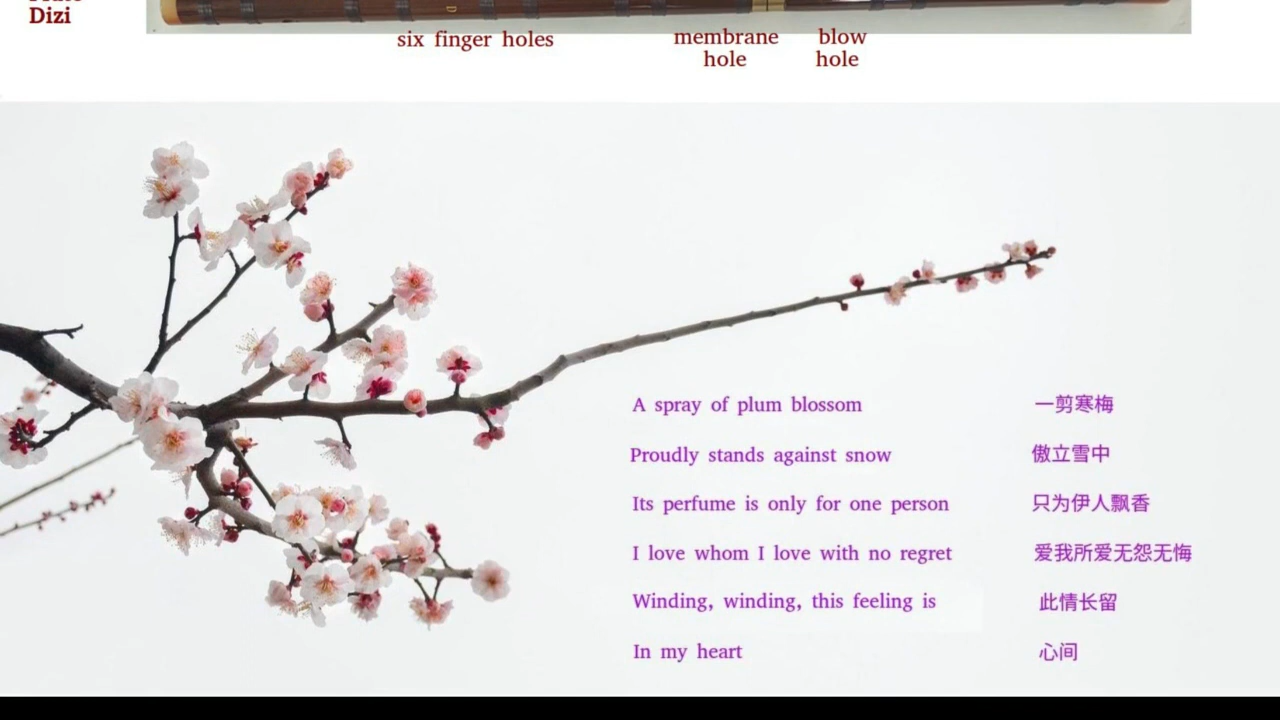 Dizi
six finger holes
membrane
hole
blow
hole
A spray of plum blossom
一剪寒梅
Proudly stands against snow
傲立雪中
Its perfume is only for one person
只为伊人飘香
I love whom I love with no regret
爱我所爱无怨无悔
Winding, winding, this feeling is
此情长留
In my heart
心间